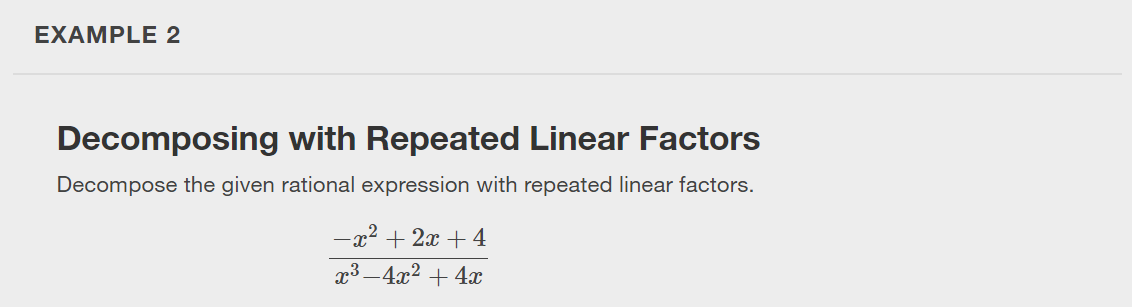 EXAMPLE 2
Decomposing with Repeated Linear Factors
Decompose the given rational expression with repeated linear factors.
−x² + 2x + 4
x³−4x² + 4x